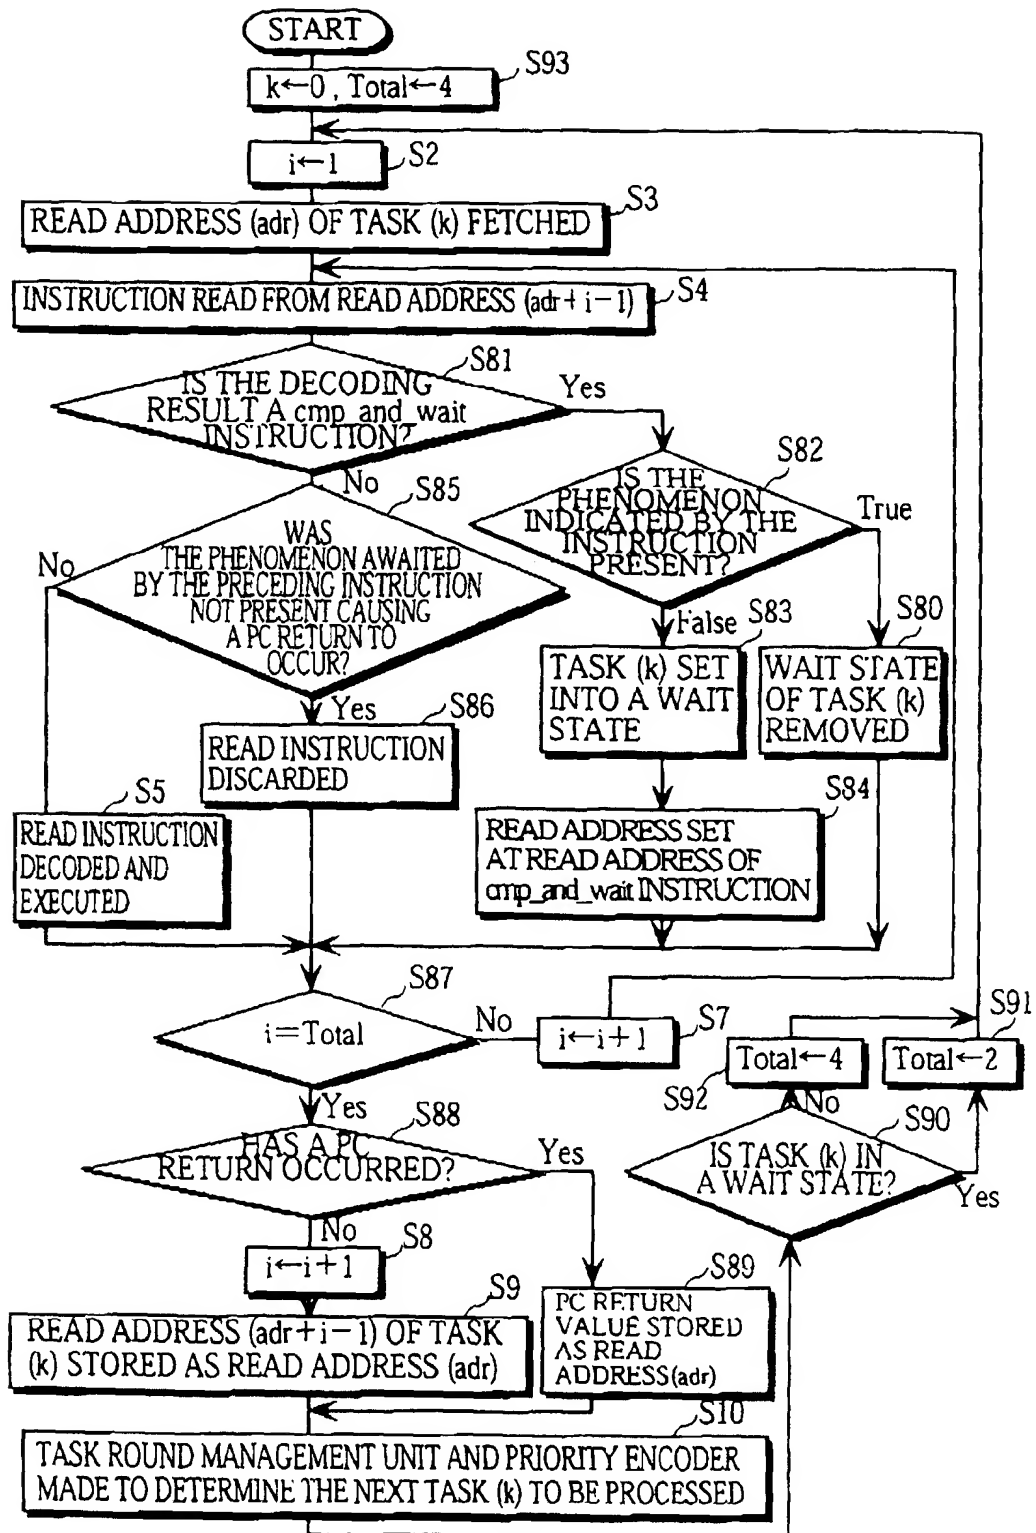 START
S93
k←0 , Total←4
S2
i←1
S3
READ ADDRESS (adr) OF TASK (k) FETCHED
S4
INSTRUCTION READ FROM READ ADDRESS (adr+i−1)
S81
IS THE DECODING
RESULT A cmp_and_wait
INSTRUCTION?
Yes
No
S82
IS THE
PHENOMENON
INDICATED BY THE
INSTRUCTION
PRESENT?
True
False
S85
WAS
THE PHENOMENON AWAITED
BY THE PRECEDING INSTRUCTION
NOT PRESENT CAUSING
A PC RETURN TO
OCCUR?
No
Yes
S83
TASK (k) SET
INTO A WAIT
STATE
S80
WAIT STATE
OF TASK (k)
REMOVED
S86
READ INSTRUCTION
DISCARDED
S5
READ INSTRUCTION
DECODED AND
EXECUTED
S84
READ ADDRESS SET
AT READ ADDRESS OF
cmp_and_wait INSTRUCTION
S87
i=Total
No
Yes
S7
i←i+1
S91
Total←2
Total←4
S92
No
S90
IS TASK (k) IN
A WAIT STATE?
Yes
S88
HAS A PC
RETURN OCCURRED?
Yes
No
S8
i←i+1
S9
READ ADDRESS (adr+i−1) OF TASK
(k) STORED AS READ ADDRESS (adr)
S89
PC RETURN
VALUE STORED
AS READ
ADDRESS(adr)
S10
TASK ROUND MANAGEMENT UNIT AND PRIORITY ENCODER
MADE TO DETERMINE THE NEXT TASK (k) TO BE PROCESSED